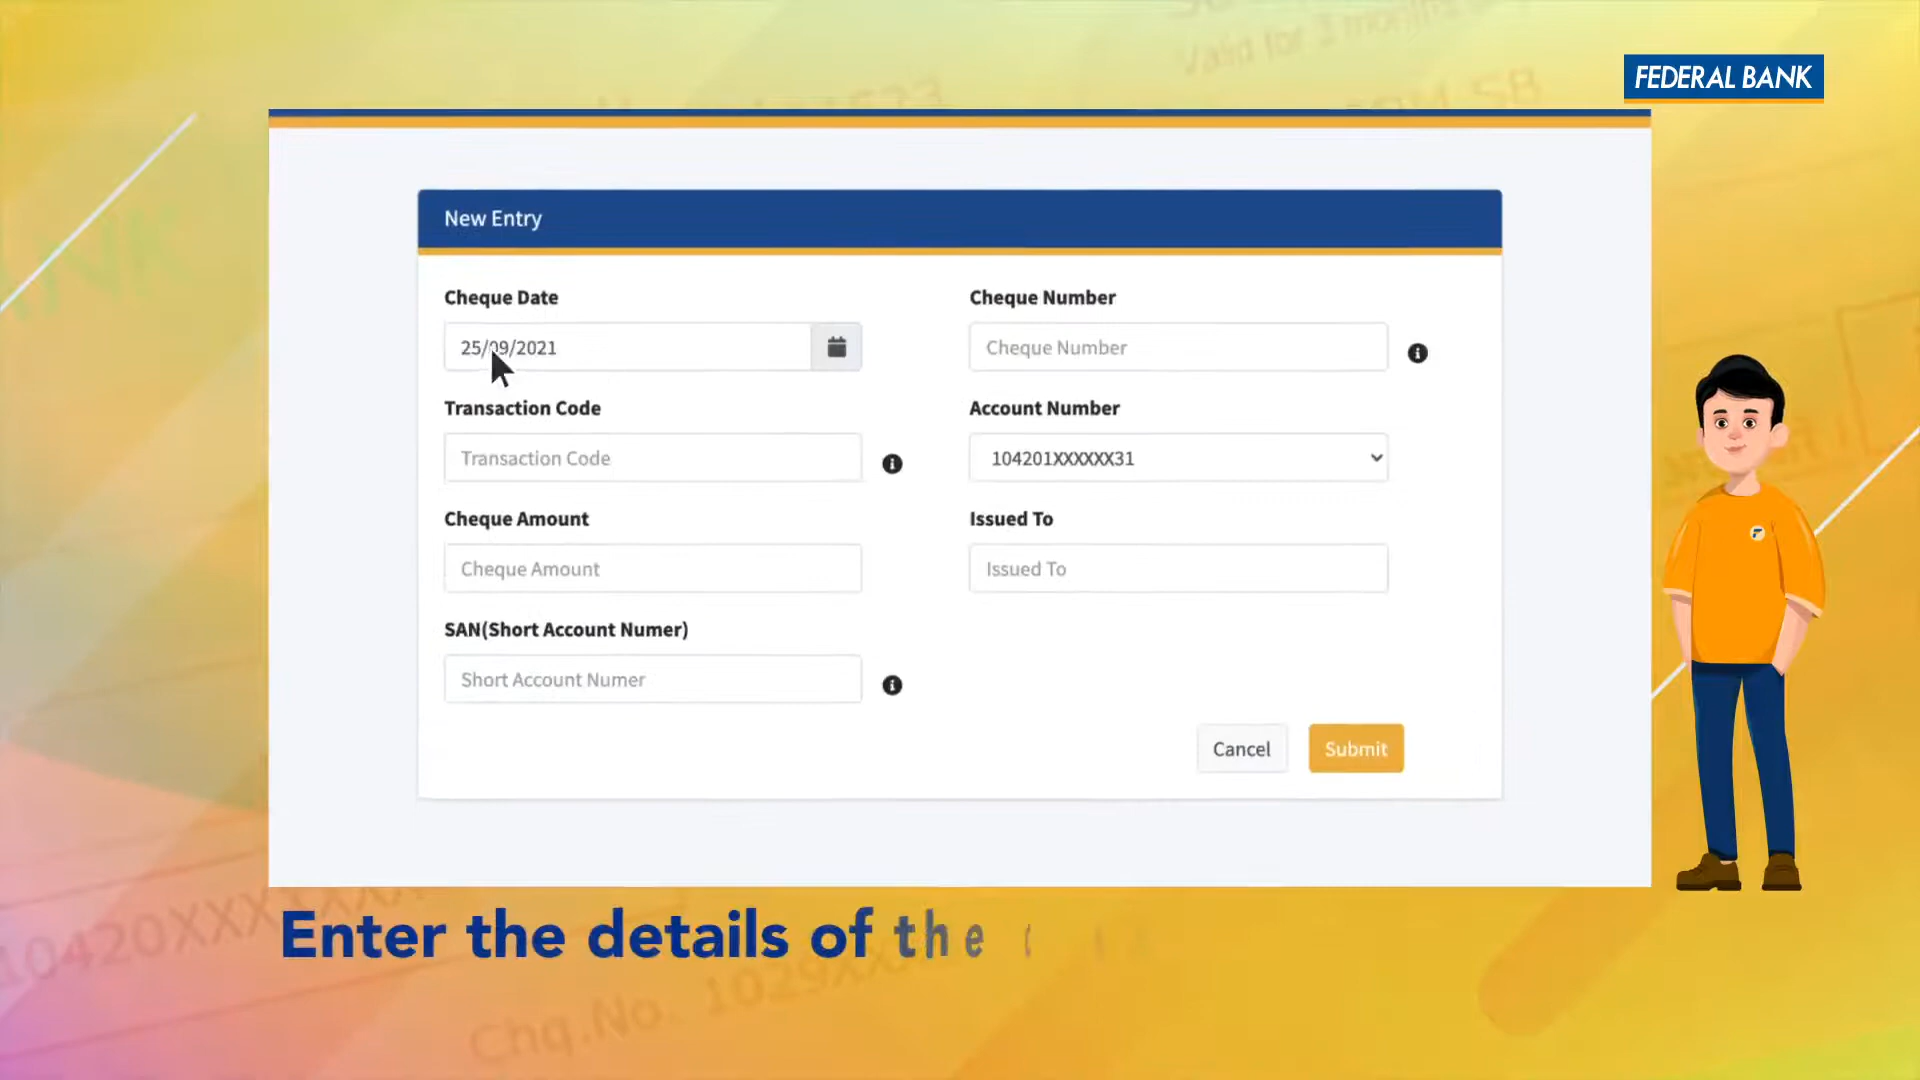 FEDERAL BANK
New Entry
Cheque Date
Cheque Number
25/09/2021
Cheque Number
Transaction Code
Account Number
Transaction Code
104201XXXXXX31
Cheque Amount
Issued To
Cheque Amount
Issued To
SAN(Short Account Numer)
Short Account Numer
Cancel
Submit
Enter the details of the
Chq.No.